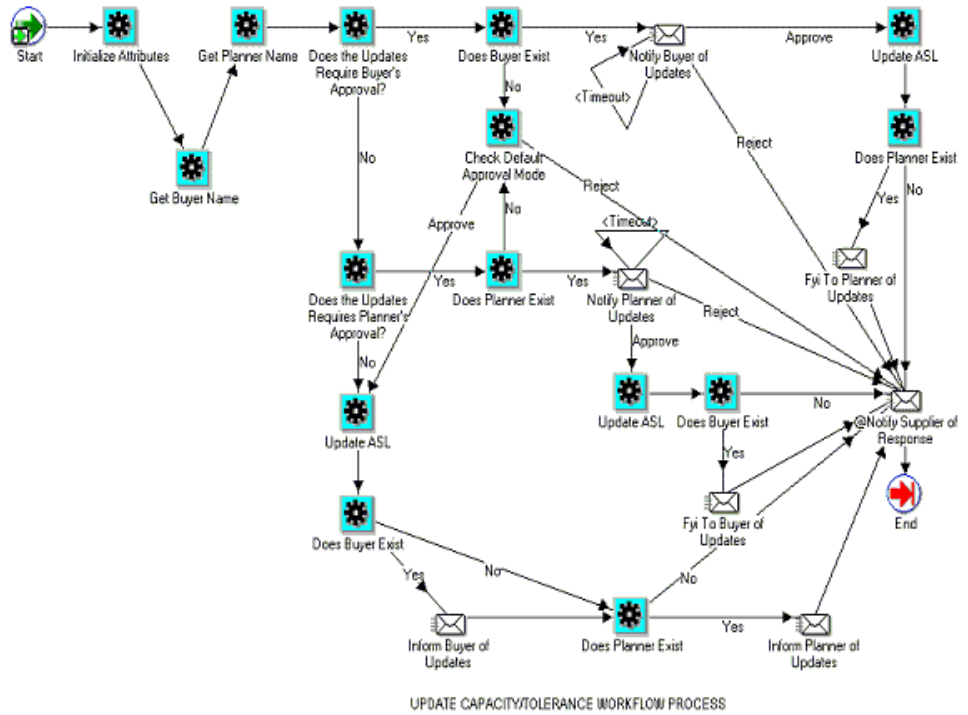 Start
Initialize Attributes
Get Planner Name
Does the Updates
Require Buyer's
Approval?
Yes
Does Buyer Exist
Yes
Notify Buyer of
Updates
Approve
Update ASL
<Timeout>
No
No
Check Default
Approval Mode
Reject
Does Planner Exist
Get Buyer Name
Reject
Yes
No
No
Approve
<Timeout>
Does the Updates
Requires Planner's
Approval?
Yes
Does Planner Exist
Yes
Notify Planner of
Updates
Fyi To Planner of
Updates
Reject
Approve
No
Update ASL
Update ASL
Does Buyer Exist
No
@Notify Supplier of
Response
Yes
Fyi To Buyer of
Updates
End
Does Buyer Exist
Yes
No
No
Inform Buyer of
Updates
Does Planner Exist
Yes
Inform Planner of
Updates
UPDATE CAPACITY/TOLERANCE WORKFLOW PROCESS